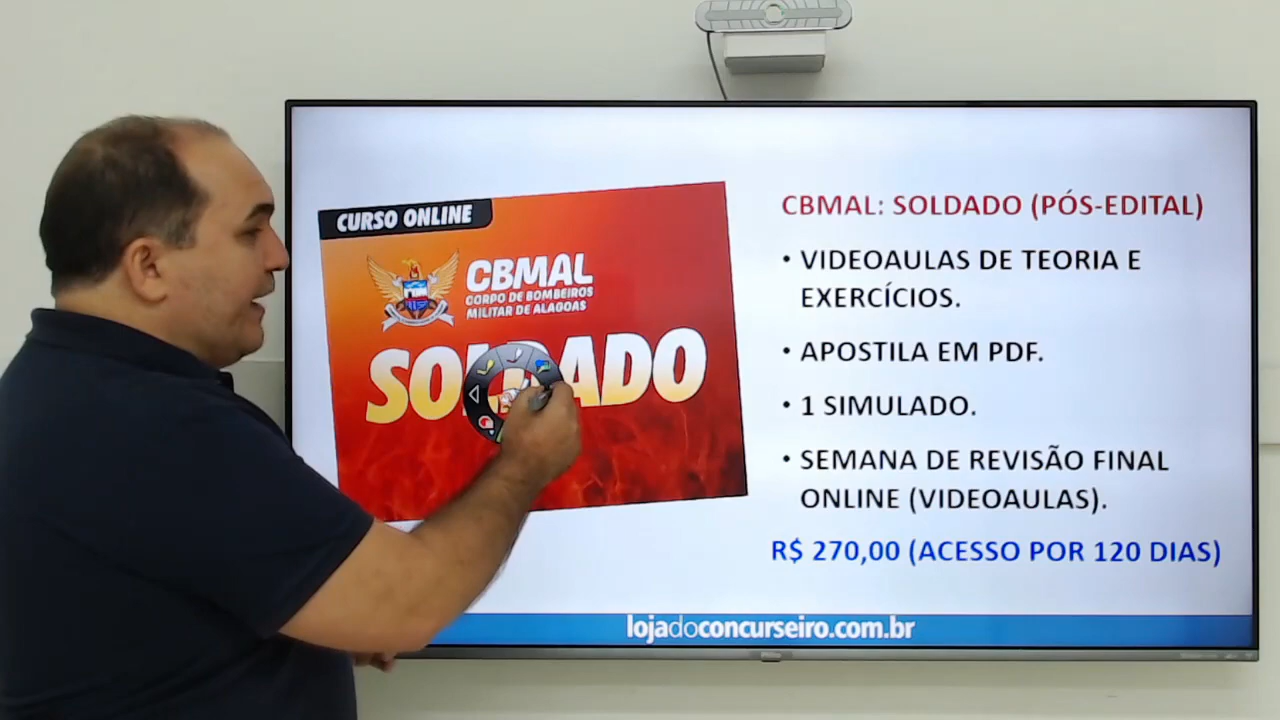 CURSO ONLINE
CBMAL
CORPO DE BOMBEIROS
MILITAR DE ALAGOAS
SOLDADO
CBMAL: SOLDADO (PÓS-EDITAL)
• VIDEOAULAS DE TEORIA E
EXERCÍCIOS.
• APOSTILA EM PDF.
• 1 SIMULADO.
• SEMANA DE REVISÃO FINAL
ONLINE (VIDEOAULAS).
R$ 270,00 (ACESSO POR 120 DIAS)
lojadoconcurseiro.com.br